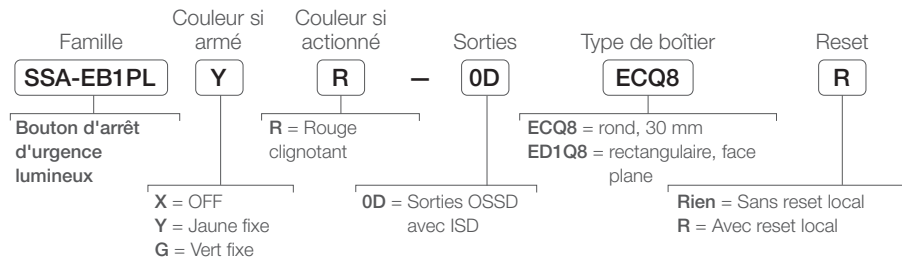 Famille
Couleur si
armé
Couleur si
actionné
Sorties
Type de boîtier
Reset
SSA-EB1PL
Y
R
–
0D
ECQ8
R
Bouton d'arrêt
d'urgence
lumineux
R = Rouge
clignotant
ECQ8 = rond, 30 mm
ED1Q8 = rectangulaire, face
plane
X = OFF
Y = Jaune fixe
G = Vert fixe
0D = Sorties OSSD
avec ISD
Rien = Sans reset local
R = Avec reset local